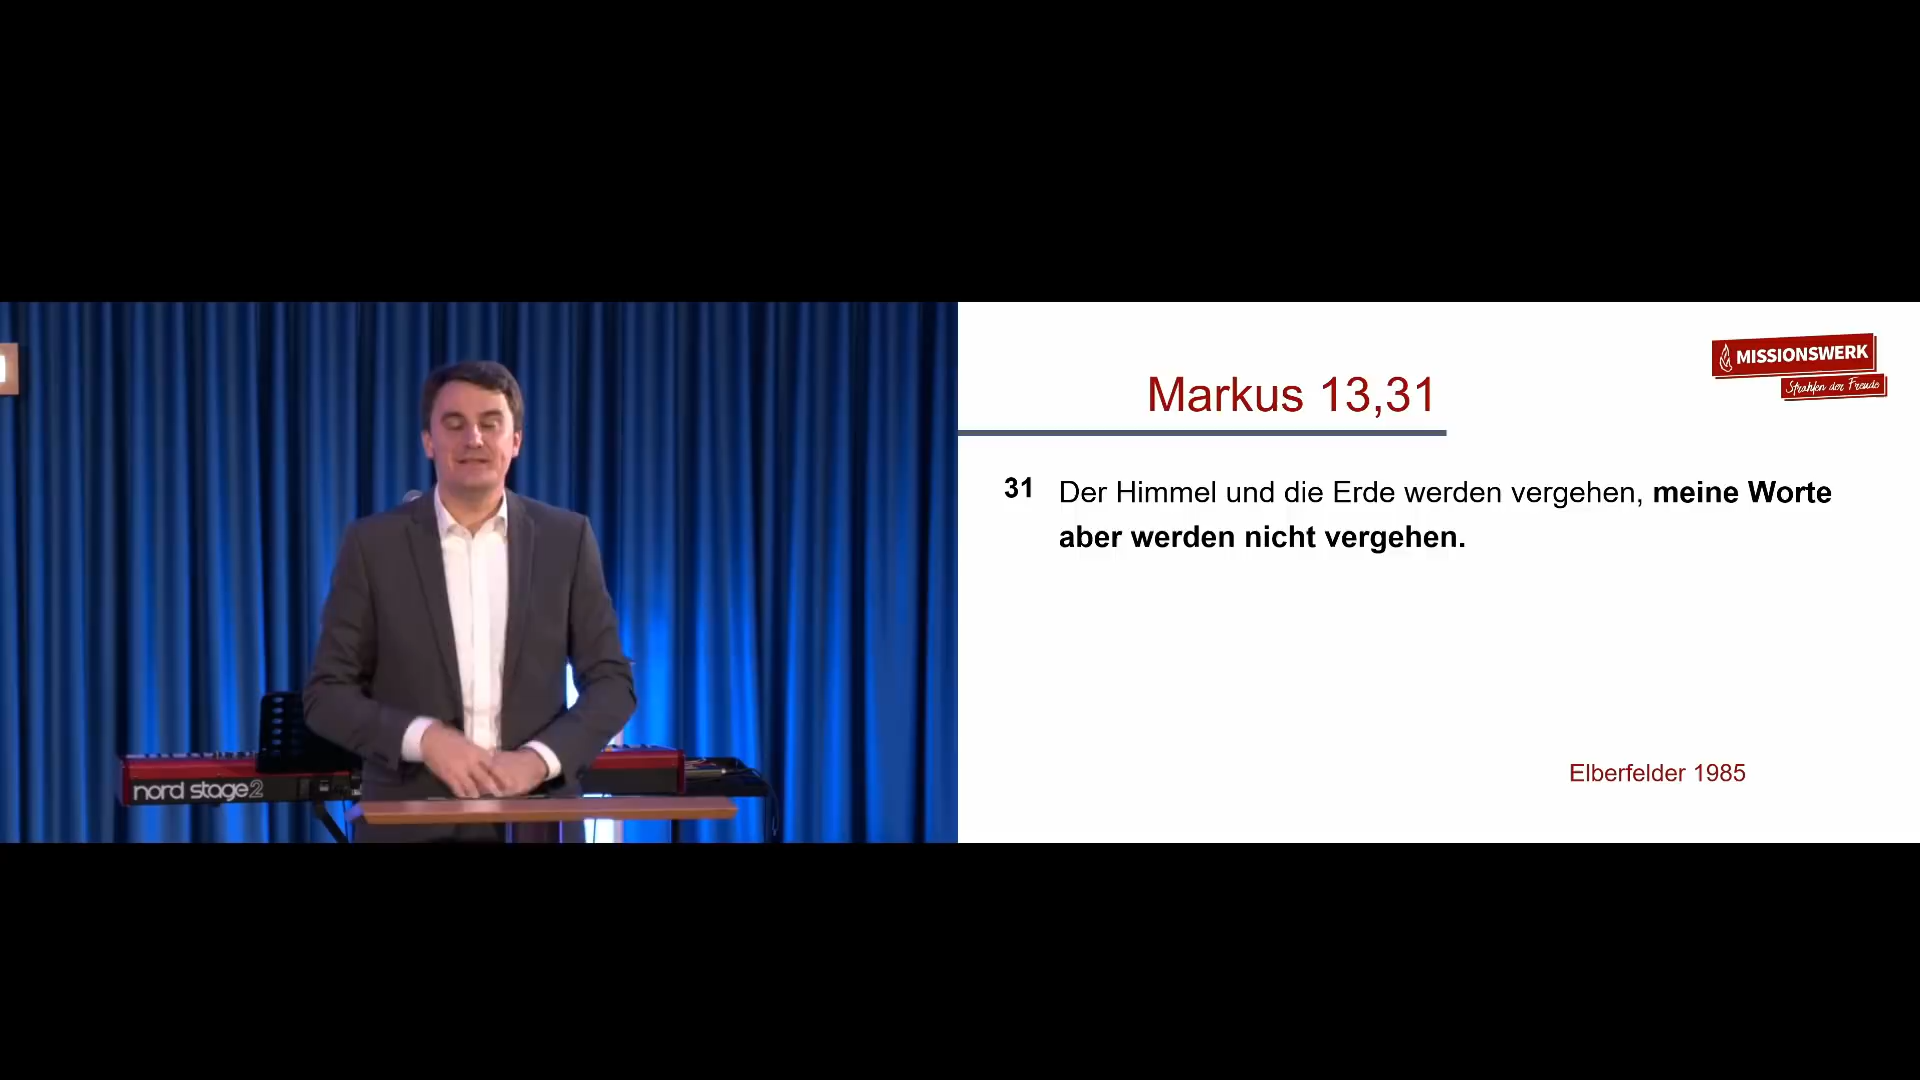 nord stage2
MISSIONSWERK
Strahlen der Freude
Markus 13,31
31 Der Himmel und die Erde werden vergehen, meine Worte
aber werden nicht vergehen.
Elberfelder 1985